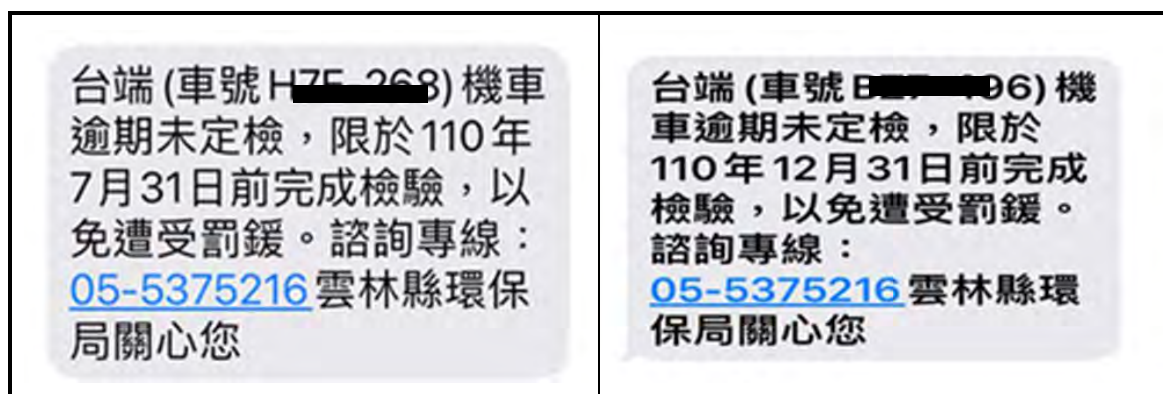 台端(車號H 8)機車
逾期未定檢，限於110年
7月31日前完成檢驗，以
免遭受罰鍰。諮詢專線：
05-5375216雲林縣環保
局關心您
台端(車號 96)機
車逾期未定檢，限於
110年12月31日前完成
檢驗，以免遭受罰鍰。
諮詢專線：
05-5375216雲林縣環
保局關心您